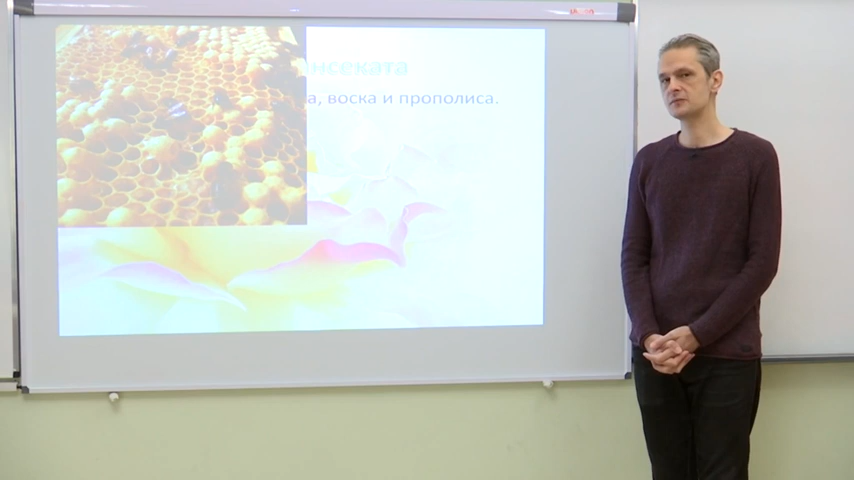 нсеката
а, воска и прополиса.